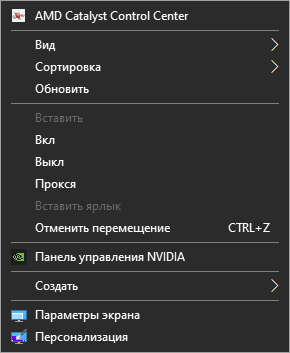 AMD Catalyst Control Center
Вид
Сортировка
Обновить
Вставить
Вкл
Выкл
Прокся
Вставить ярлык
Отменить перемещение CTRL+Z
Панель управления NVIDIA
Создать
Параметры экрана
Персонализация